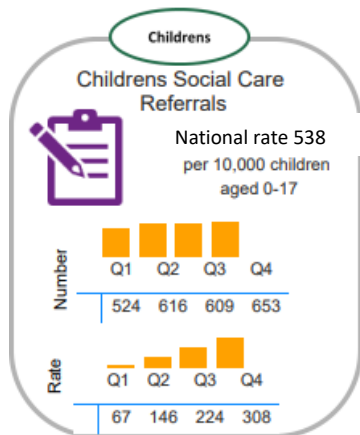 Childrens
Childrens Social Care
Referrals
National rate 538
per 10,000 children
aged 0-17
Number
Q1 Q2 Q3 Q4
524 616 609 653
Rate
Q1 Q2 Q3 Q4
67 146 224 308